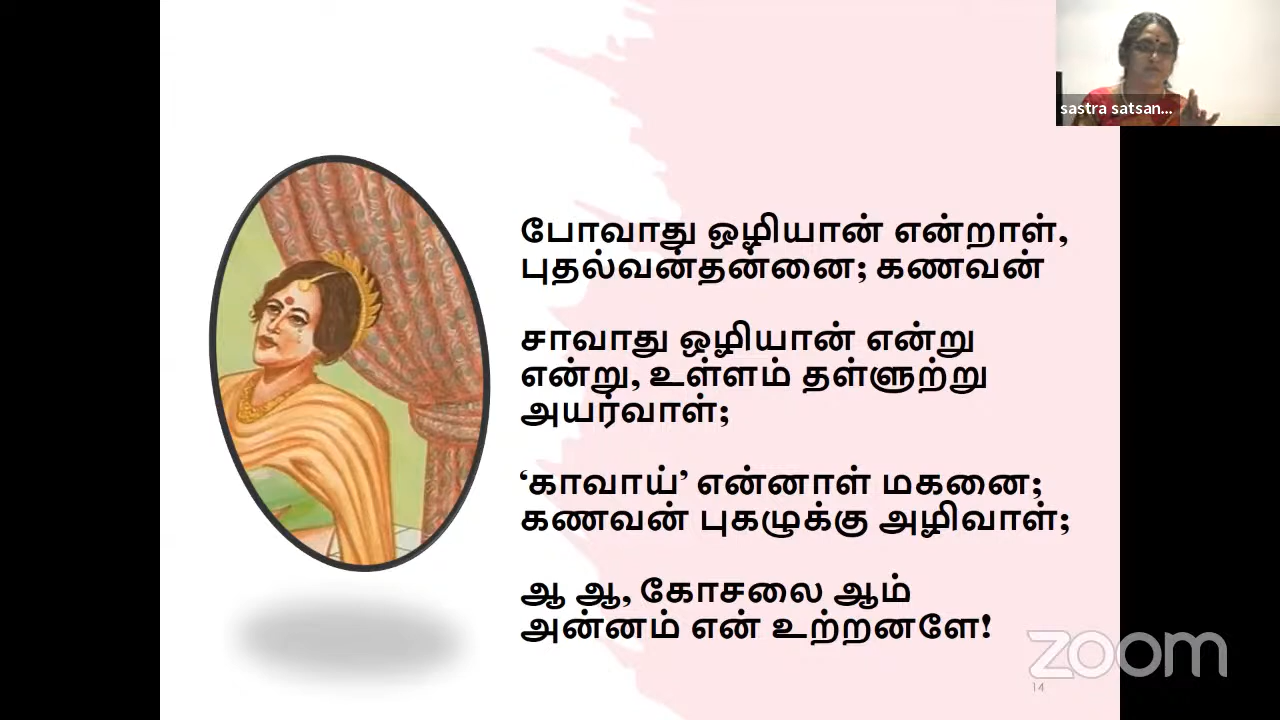 sastra satsan...
போவாது ஒழியான் என்றாள்,
புதல்வன்தன்னை; கணவன்
சாவாது ஒழியான் என்று
என்று, உள்ளம் தள்ளுற்று
அயர்வாள்;
‘காவாய்’ என்னாள் மகனை;
கணவன் புகழுக்கு அழிவாள்;
ஆ ஆ, கோசலை ஆம்
அன்னம் என் உற்றனளே!
zoom
14